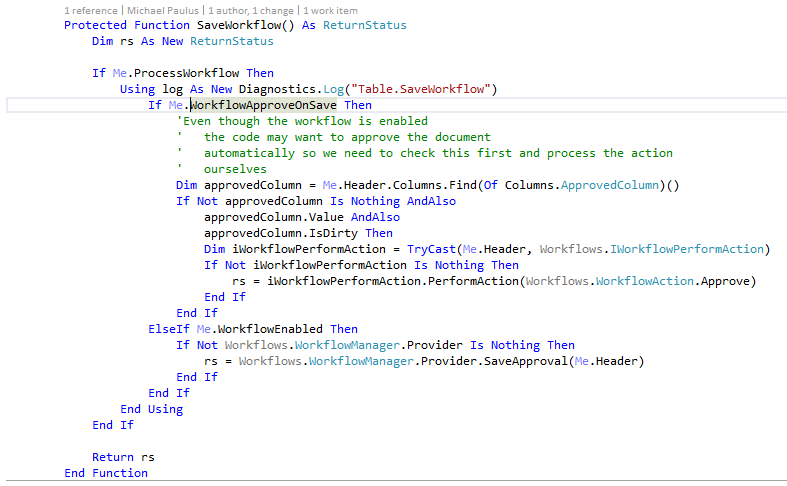 1 reference | Michael Paulus | 1 author, 1 change | 1 work item
Protected Function SaveWorkflow() As ReturnStatus
    Dim rs As New ReturnStatus

    If Me.ProcessWorkflow Then
        Using log As New Diagnostics.Log("Table.SaveWorkflow")
            If Me.WorkflowApproveOnSave Then
                'Even though the workflow is enabled
                '   the code may want to approve the document
                '   automatically so we need to check this first and process the action
                '   ourselves
                Dim approvedColumn = Me.Header.Columns.Find(Of Columns.ApprovedColumn)()
                If Not approvedColumn Is Nothing AndAlso
                    approvedColumn.Value AndAlso
                    approvedColumn.IsDirty Then
                    Dim iWorkflowPerformAction = TryCast(Me.Header, Workflows.IWorkflowPerformAction)
                    If Not iWorkflowPerformAction Is Nothing Then
                        rs = iWorkflowPerformAction.PerformAction(Workflows.WorkflowAction.Approve)
                    End If
                End If
            ElseIf Me.WorkflowEnabled Then
                If Not Workflows.WorkflowManager.Provider Is Nothing Then
                    rs = Workflows.WorkflowManager.Provider.SaveApproval(Me.Header)
                End If
            End If
        End Using
    End If

    Return rs
End Function